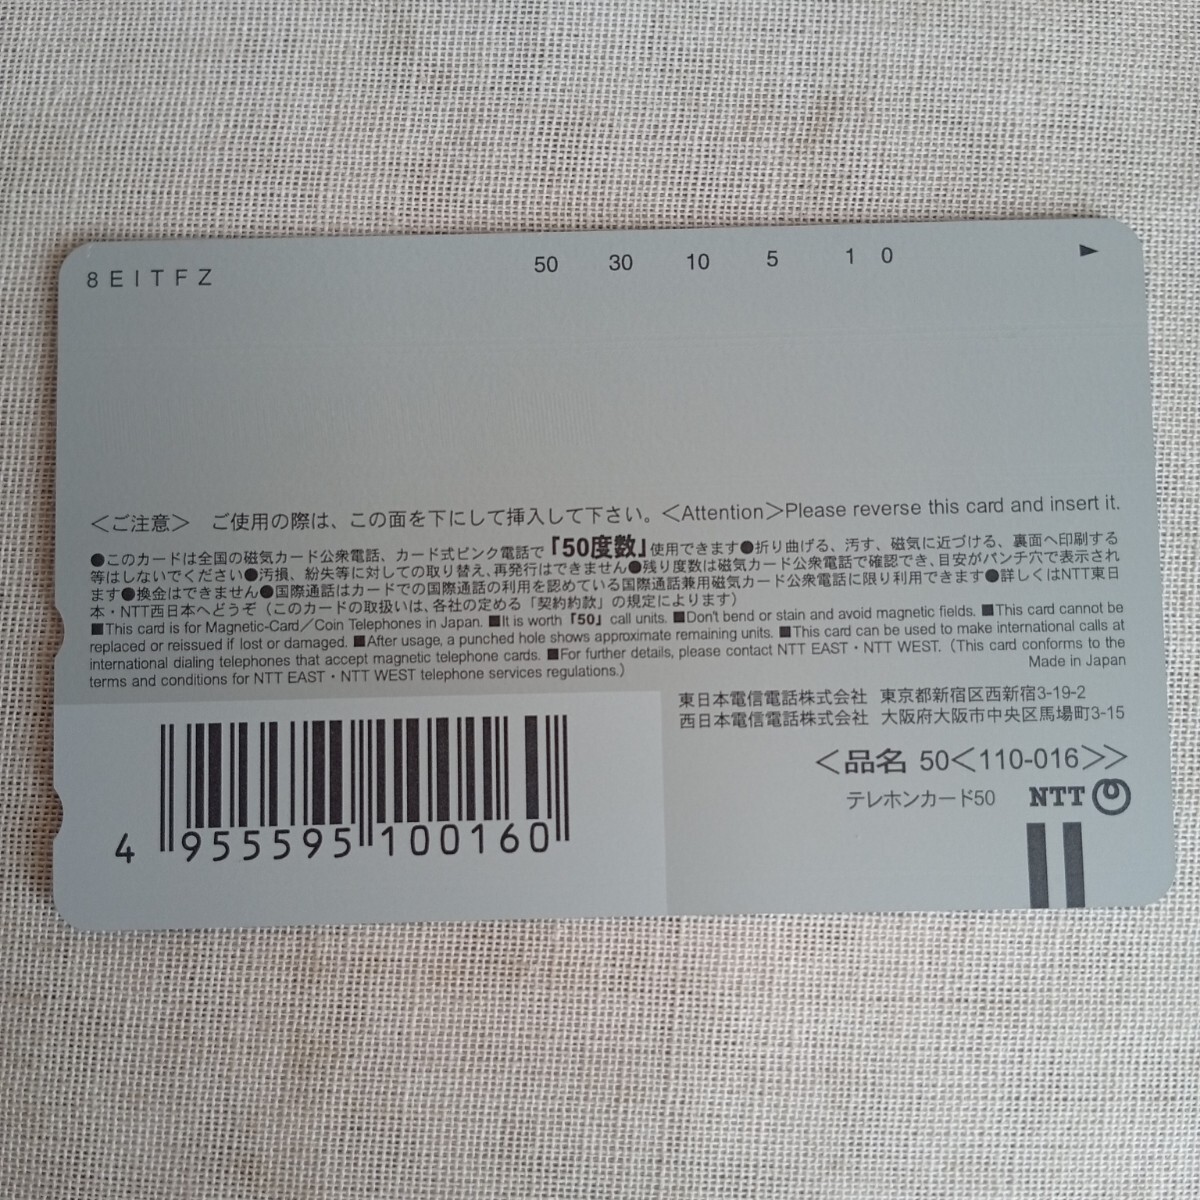 8EITFZ 50 30 10 5 1 0
＜ご注意＞ ご使用の際は、この面を下にして挿入して下さい。＜Attention＞Please reverse this card and insert it.
●このカードは全国の磁気カード公衆電話、カード式ピンク電話で『50度数』使用できます●折り曲げる、汚す、磁気に近づける、裏面へ印刷する
等はしないでください●汚損、紛失等に対しての取り替え、再発行はできません●残り度数は磁気カード公衆電話で確認でき、目安がパンチ穴で表示され
ます●換金はできません●国際通話はカードでの国際通話の利用を認めている国際通話兼用磁気カード公衆電話に限り利用できます●詳しくはNTT東日
本・NTT西日本へどうぞ（このカードの取扱いは、各社の定める「契約約款」の規定によります）
■This card is for Magnetic-Card／Coin Telephones in Japan. ■It is worth『50』call units. ■Don't bend or stain and avoid magnetic fields. ■This card cannot be
replaced or reissued if lost or damaged. ■After usage, a punched hole shows approximate remaining units. ■This card can be used to make international calls at
international dialing telephones that accept magnetic telephone cards. ■For further details, please contact NTT EAST・NTT WEST.（This card conforms to the
terms and conditions for NTT EAST・NTT WEST telephone services regulations.） Made in Japan
東日本電信電話株式会社 東京都新宿区西新宿3-19-2
西日本電信電話株式会社 大阪府大阪市中央区馬場町3-15
＜品名 50＜110-016＞＞
テレホンカード50 NTT
4 955595 100160